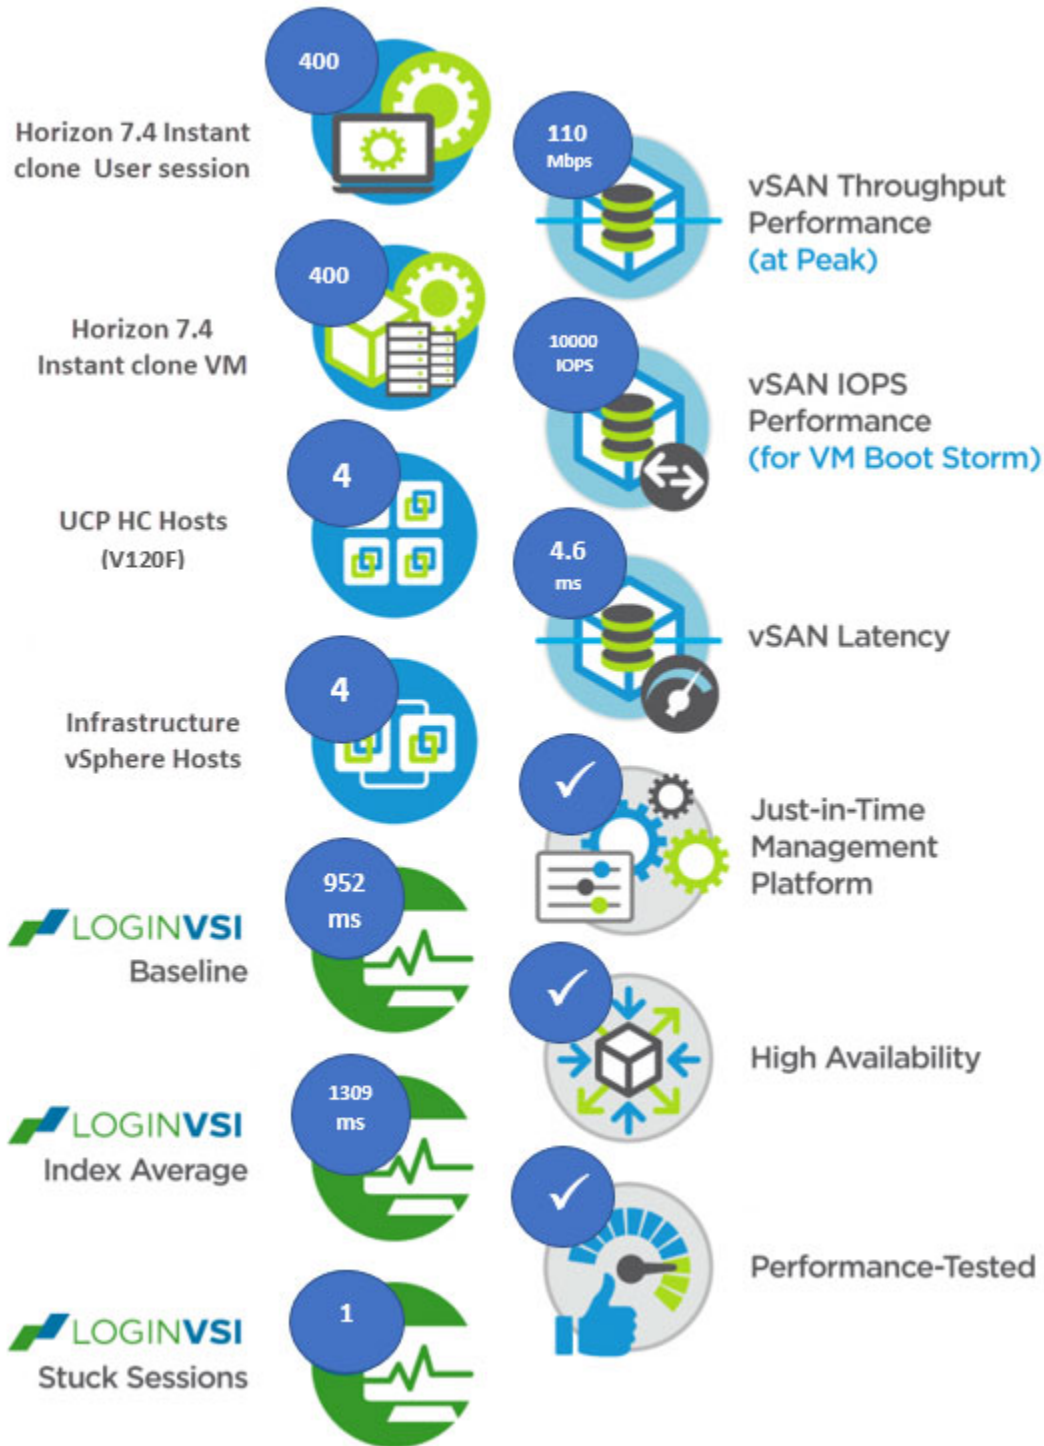 400
Horizon 7.4 Instant
clone User session
400
Horizon 7.4
Instant clone VM
4
UCP HC Hosts
(V120F)
4
Infrastructure
vSphere Hosts
952
ms
LOGINVSI
Baseline
1309
ms
LOGINVSI
Index Average
1
LOGINVSI
Stuck Sessions
110
Mbps
vSAN Throughput
Performance
(at Peak)
10000
IOPS
vSAN IOPS
Performance
(for VM Boot Storm)
4.6
ms
vSAN Latency
Just-in-Time
Management
Platform
High Availability
Performance-Tested